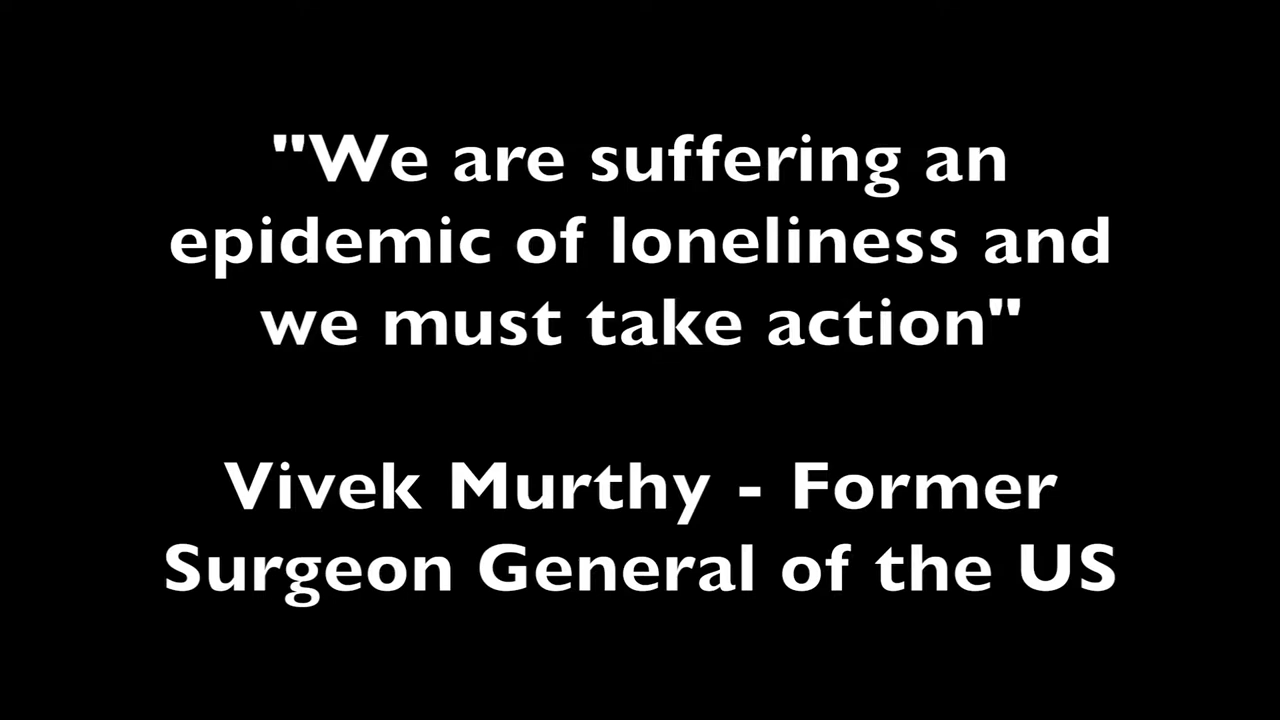 "We are suffering an
epidemic of loneliness and
we must take action"
Vivek Murthy - Former
Surgeon General of the US